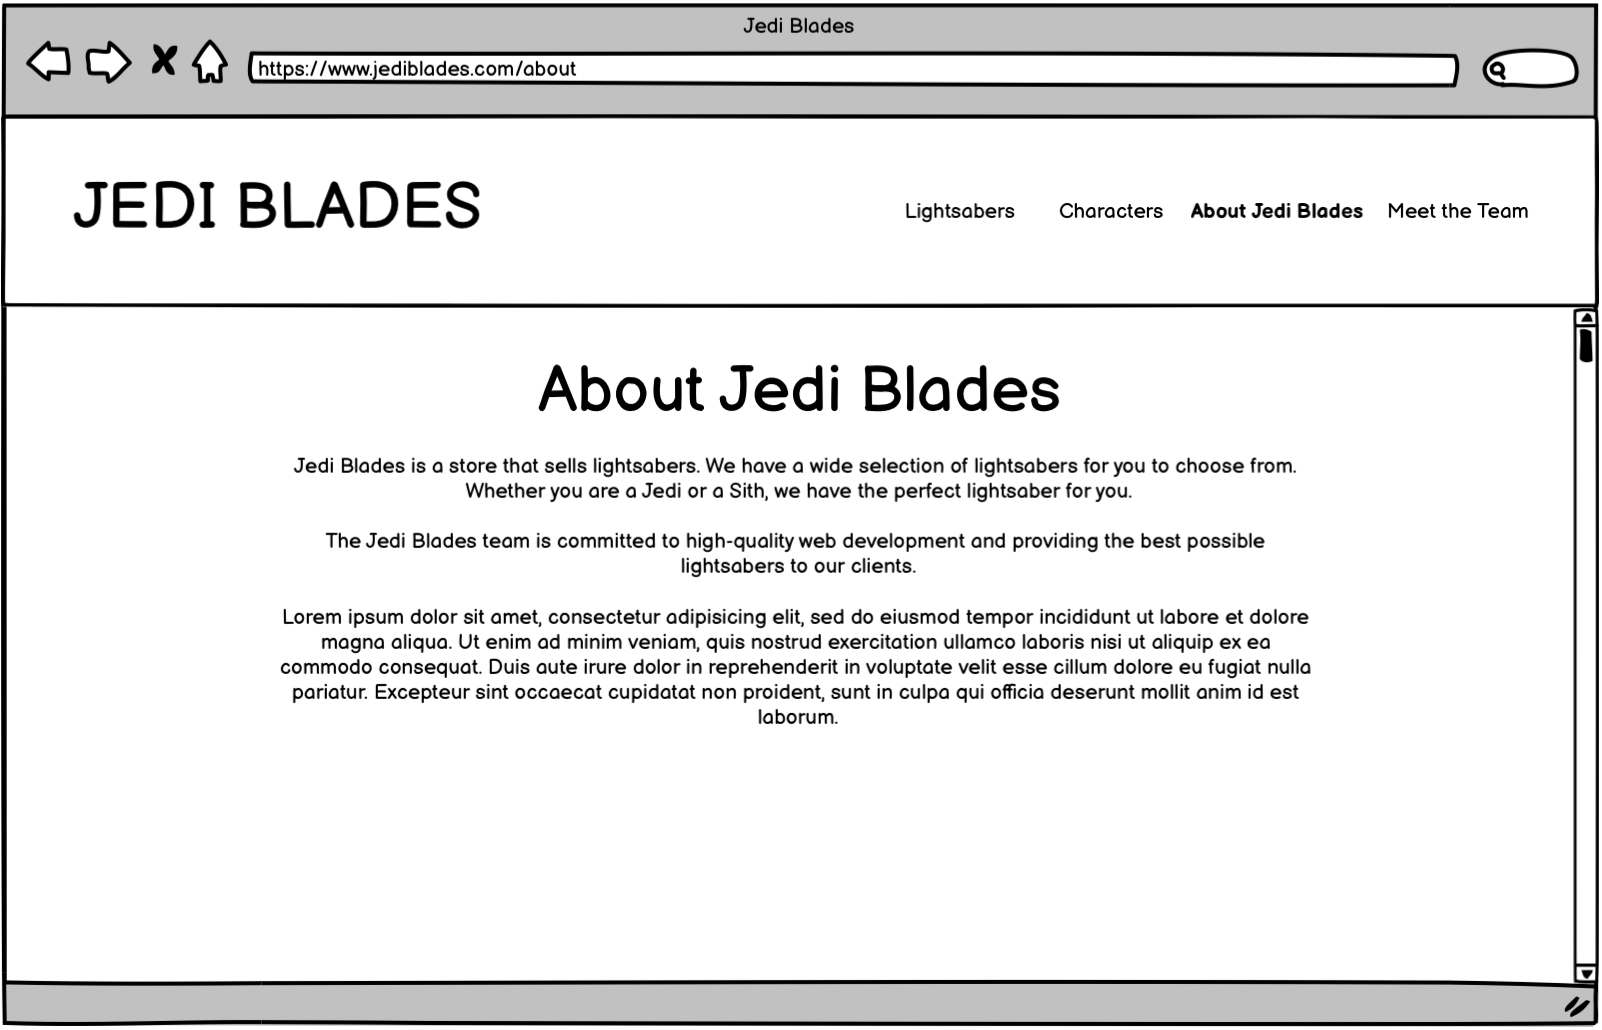 Jedi Blades
https://www.jediblades.com/about
JEDI BLADES
Lightsabers Characters About Jedi Blades Meet the Team
About Jedi Blades
Jedi Blades is a store that sells lightsabers. We have a wide selection of lightsabers for you to choose from.
Whether you are a Jedi or a Sith, we have the perfect lightsaber for you.
The Jedi Blades team is committed to high-quality web development and providing the best possible
lightsabers to our clients.
Lorem ipsum dolor sit amet, consectetur adipisicing elit, sed do eiusmod tempor incididunt ut labore et dolore
magna aliqua. Ut enim ad minim veniam, quis nostrud exercitation ullamco laboris nisi ut aliquip ex ea
commodo consequat. Duis aute irure dolor in reprehenderit in voluptate velit esse cillum dolore eu fugiat nulla
pariatur. Excepteur sint occaecat cupidatat non proident, sunt in culpa qui officia deserunt mollit anim id est
laborum.